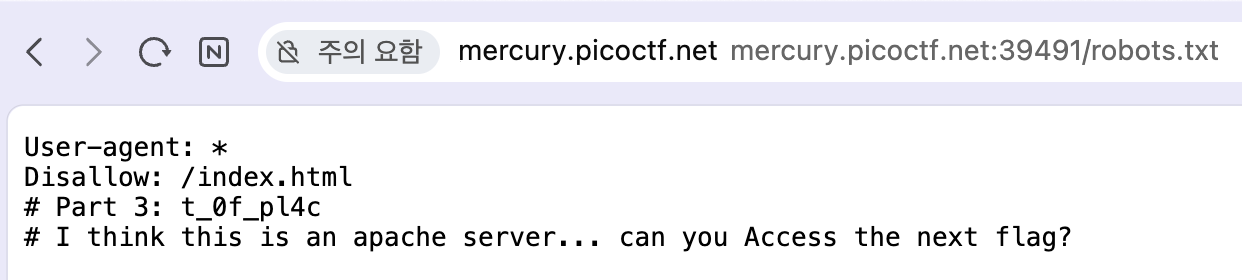 주의 요함 mercury.picoctf.net mercury.picoctf.net:39491/robots.txt
User-agent: *
Disallow: /index.html
# Part 3: t_0f_pl4c
# I think this is an apache server... can you Access the next flag?